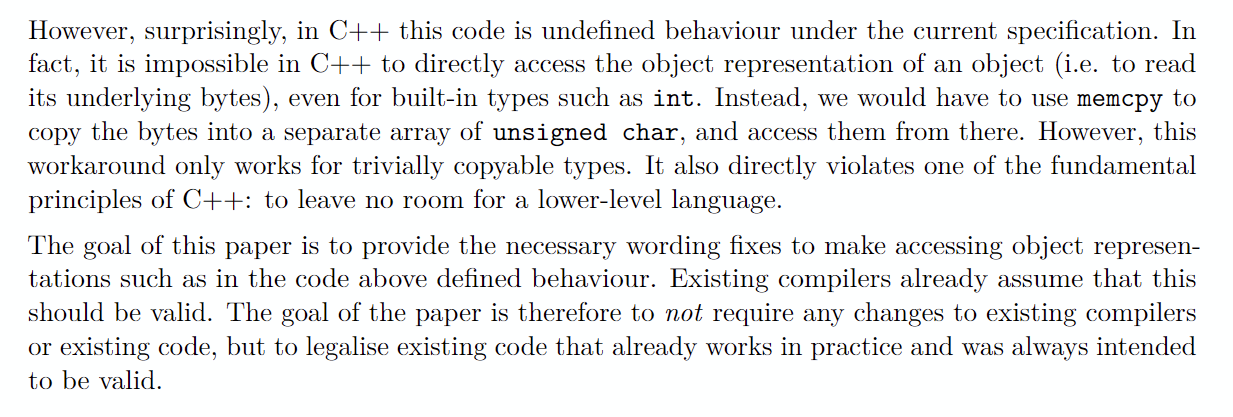 However, surprisingly, in C++ this code is undefined behaviour under the current specification. In
fact, it is impossible in C++ to directly access the object representation of an object (i.e. to read
its underlying bytes), even for built-in types such as int. Instead, we would have to use memcpy to
copy the bytes into a separate array of unsigned char, and access them from there. However, this
workaround only works for trivially copyable types. It also directly violates one of the fundamental
principles of C++: to leave no room for a lower-level language.
The goal of this paper is to provide the necessary wording fixes to make accessing object represen-
tations such as in the code above defined behaviour. Existing compilers already assume that this
should be valid. The goal of the paper is therefore to not require any changes to existing compilers
or existing code, but to legalise existing code that already works in practice and was always intended
to be valid.